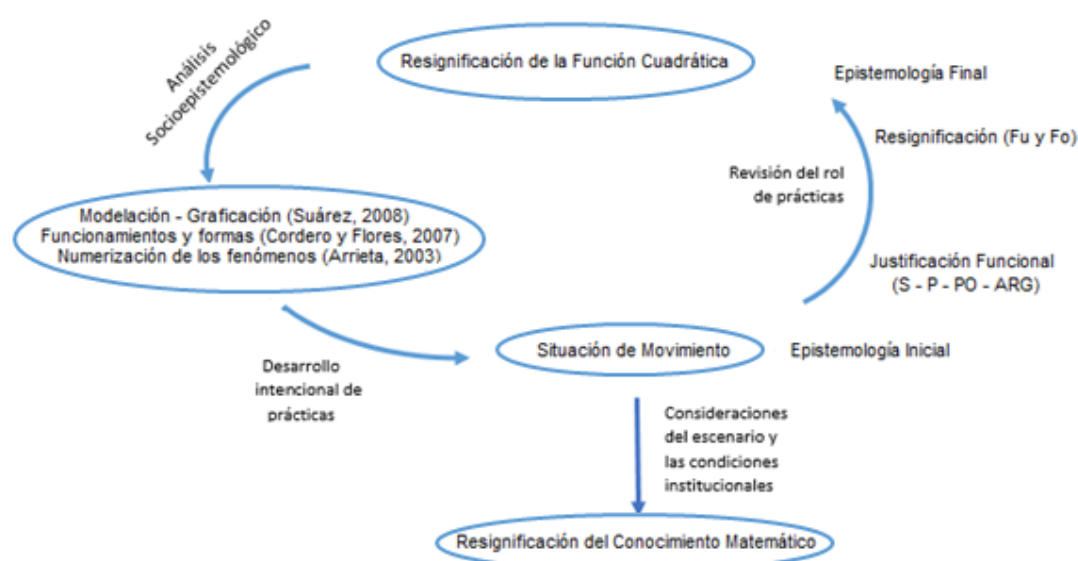 Análisis
Socioepistemológico
Resignificación de la Función Cuadrática
Epistemología Final
Resignificación (Fu y Fo)
Revisión del rol
de prácticas
Modelación - Graficación (Suárez, 2008)
Funcionamientos y formas (Cordero y Flores, 2007)
Numerización de los fenómenos (Arrieta, 2003)
Justificación Funcional
(S - P - PO - ARG)
Situación de Movimiento
Epistemología Inicial
Desarrollo
intencional de
prácticas
Consideraciones
del escenario y
las condiciones
institucionales
Resignificación del Conocimiento Matemático